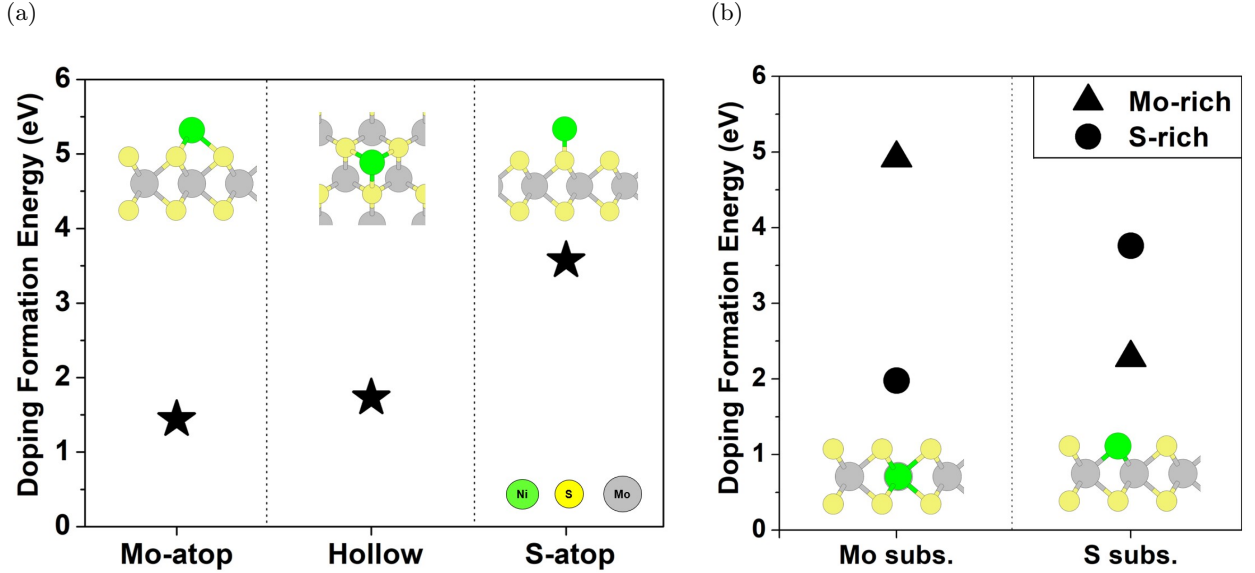 (a)
Doping Formation Energy (eV)
6
5
4
3
2
1
0
Ni S Mo
Mo-atop Hollow S-atop
(b)
Doping Formation Energy (eV)
6
5
4
3
2
1
0
Mo-rich
S-rich
Mo subs. S subs.